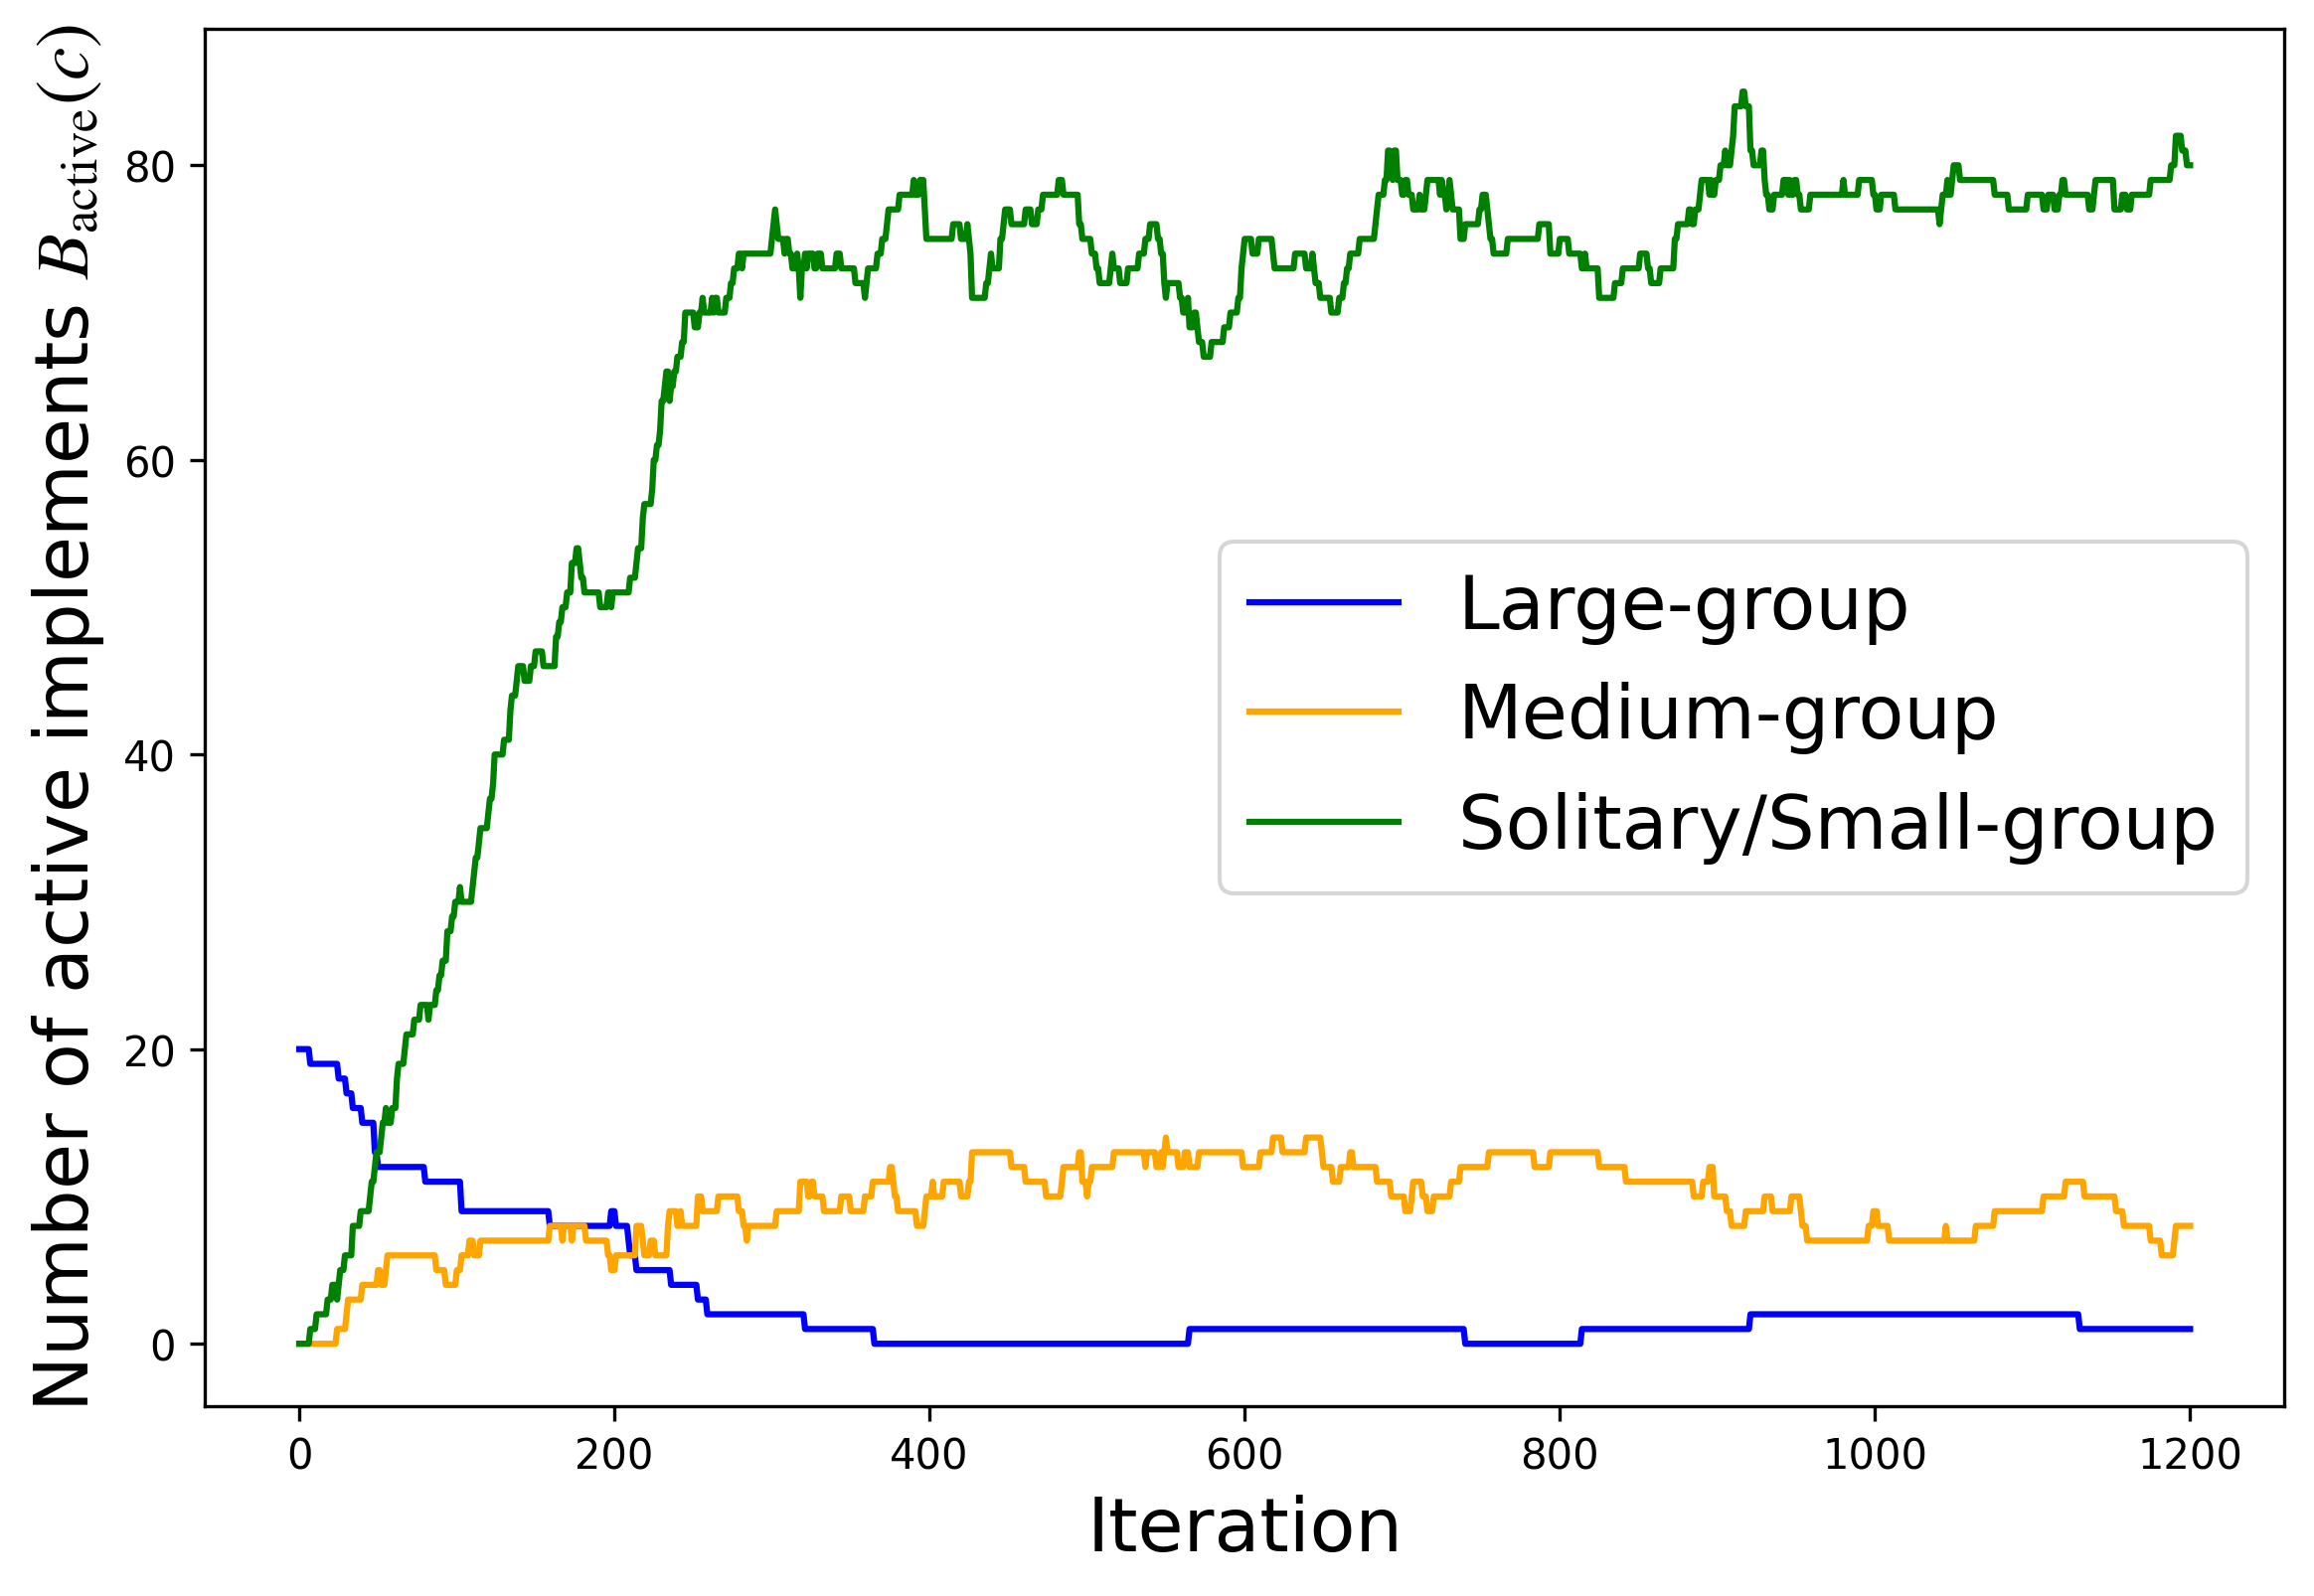 Number of active implements B_active(c)
80
60
40
20
0
0 200 400 600 800 1000 1200
Iteration
Large-group
Medium-group
Solitary/Small-group